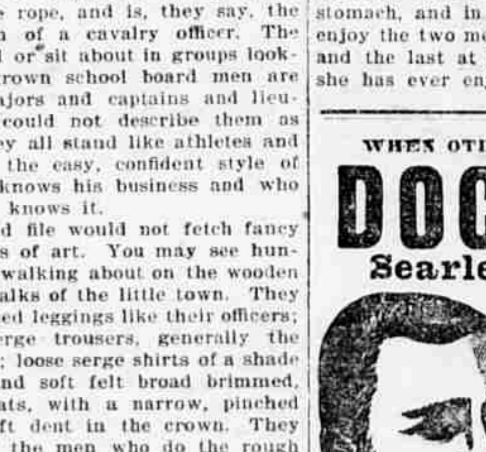 e rope, and is, they say, the
n of a cavalry officer. The
l or sit about in groups look-
rown school board men are
ajors and captains and lieu-
could not describe them as
ey all stand like athletes and
the easy, confident style of
knows his business and who
knows it.
d file would not fetch fancy
s of art. You may see hun-
walking about on the wooden
alks of the little town. They
ed leggings like their officers;
erge trousers, generally the
; loose serge shirts of a shade
nd soft felt broad brimmed,
ats, with a narrow, pinched
ft dent in the crown. They
the men who do the rough
stomach, and in
enjoy the two me
and the last at
she has ever en
WHEN OTI
DOC
Searle